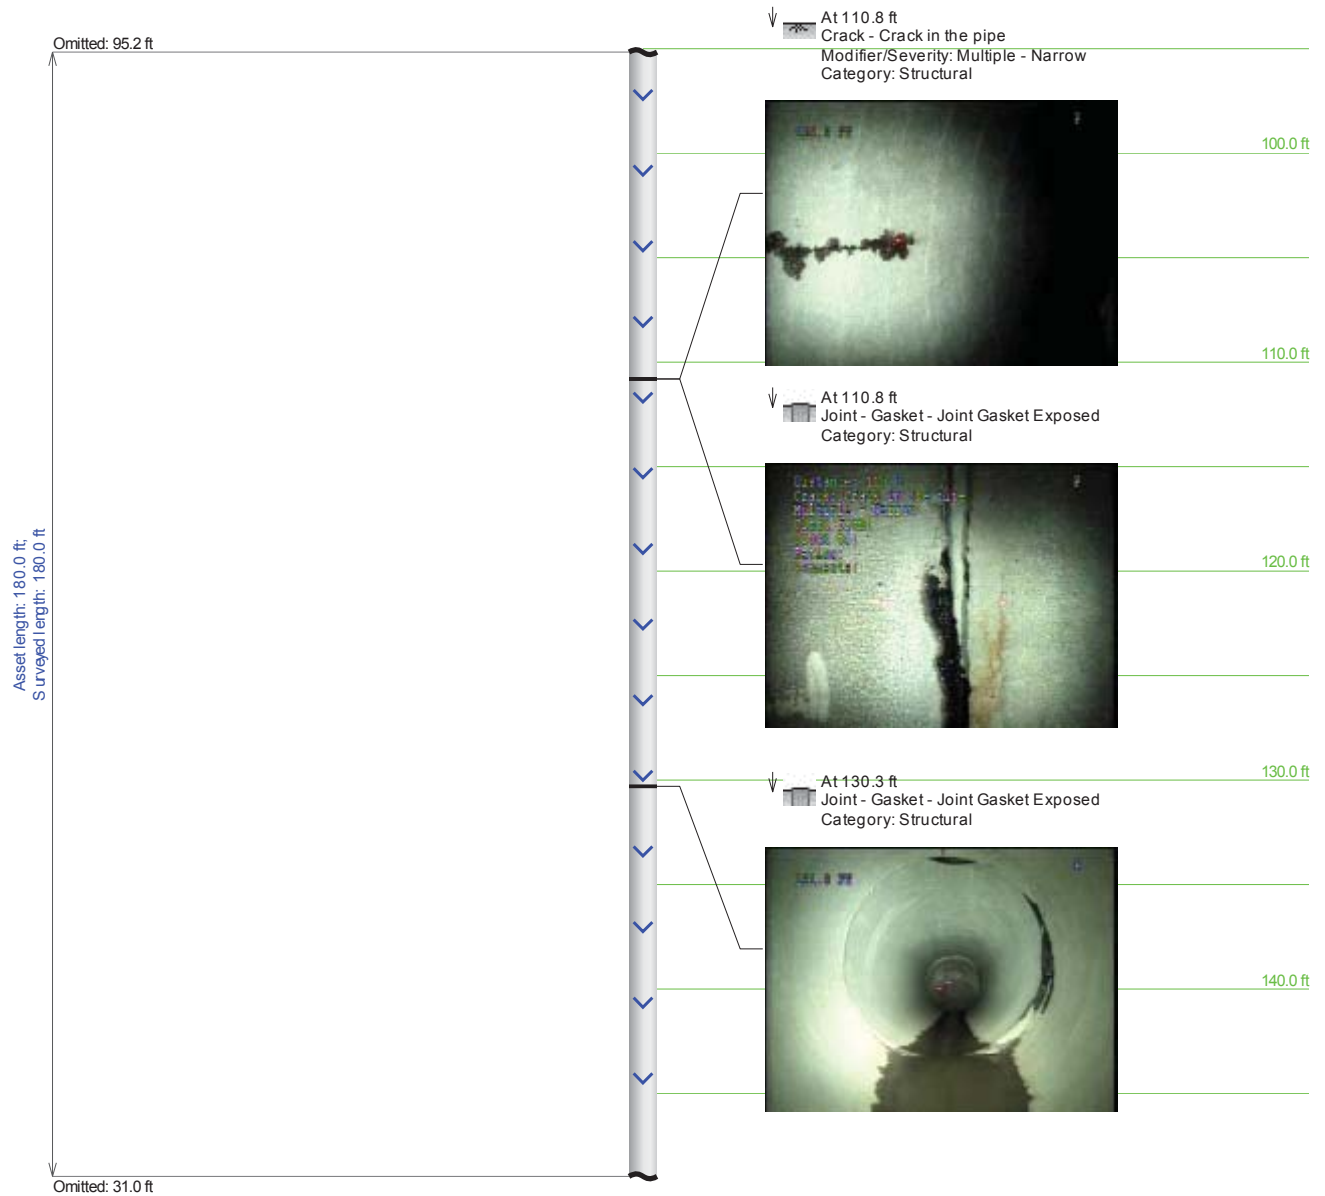 Omitted: 95.2 ft
Asset length: 180.0 ft;
Surveyed length: 180.0 ft
Omitted: 31.0 ft
At 110.8 ft
Crack - Crack in the pipe
Modifier/Severity: Multiple - Narrow
Category: Structural
100.0 ft
110.0 ft
At 110.8 ft
Joint - Gasket - Joint Gasket Exposed
Category: Structural
120.0 ft
130.0 ft
At 130.3 ft
Joint - Gasket - Joint Gasket Exposed
Category: Structural
140.0 ft